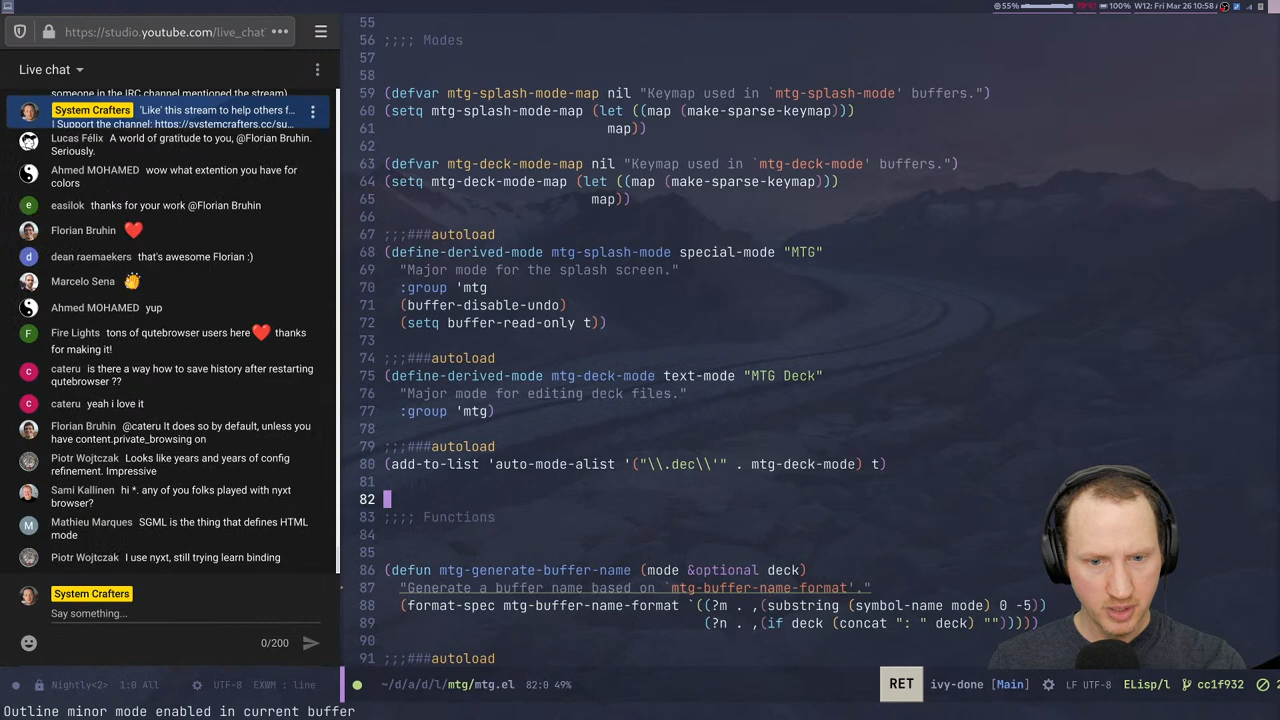 55%
100%
W12: Fri Mar 26 10:58
https://studio.youtube.com/live_chat
Live chat
someone in the IRC channel mentioned the stream)
System Crafters 'Like' this stream to help others f...
| Support the channel: https://systemcrafters.cc/su...
Lucas Félix A world of gratitude to you, @Florian Bruhin.
Seriously.
Ahmed MOHAMED wow what extention you have for
colors
easilok thanks for your work @Florian Bruhin
Florian Bruhin
dean raemaekers that's awesome Florian :)
Marcelo Sena
Ahmed MOHAMED yup
Fire Lights tons of qutebrowser users here thanks
for making it!
cateru is there a way how to save history after restarting
qutebrowser ??
cateru yeah i love it
Florian Bruhin @cateru It does so by default, unless you
have content.private_browsing on
Piotr Wojtczak Looks like years and years of config
refinement. Impressive
Sami Kallinen hi *. any of you folks played with nyxt
browser?
Mathieu Marques SGML is the thing that defines HTML
mode
Piotr Wojtczak I use nyxt, still trying learn binding
System Crafters
Say something...
0/200
55
56 ;;;; Modes
57
58
59 (defvar mtg-splash-mode-map nil "Keymap used in `mtg-splash-mode' buffers.")
60 (setq mtg-splash-mode-map (let ((map (make-sparse-keymap)))
61 map))
62
63 (defvar mtg-deck-mode-map nil "Keymap used in `mtg-deck-mode' buffers.")
64 (setq mtg-deck-mode-map (let ((map (make-sparse-keymap)))
65 map))
66
67 ;;;###autoload
68 (define-derived-mode mtg-splash-mode special-mode "MTG"
69 "Major mode for the splash screen."
70 :group 'mtg
71 (buffer-disable-undo)
72 (setq buffer-read-only t))
73
74 ;;;###autoload
75 (define-derived-mode mtg-deck-mode text-mode "MTG Deck"
76 "Major mode for editing deck files."
77 :group 'mtg)
78
79 ;;;###autoload
80 (add-to-list 'auto-mode-alist '("\\.dec\\'" . mtg-deck-mode) t)
81
82
83 ;;;; Functions
84
85
86 (defun mtg-generate-buffer-name (mode &optional deck)
87 "Generate a buffer name based on `mtg-buffer-name-format'."
88 (format-spec mtg-buffer-name-format `((?m . ,(substring (symbol-name mode) 0 -5))
89 (?n . ,(if deck (concat ": " deck) "")))))
90
91 ;;;###autoload
Nightly<2> 1:0 All UTF-8 EXWM : line
~/d/a/d/l/mtg/mtg.el 82:0 49% RET ivy-done [Main] LF UTF-8 ELisp/l cc1f932 2
Outline minor mode enabled in current buffer